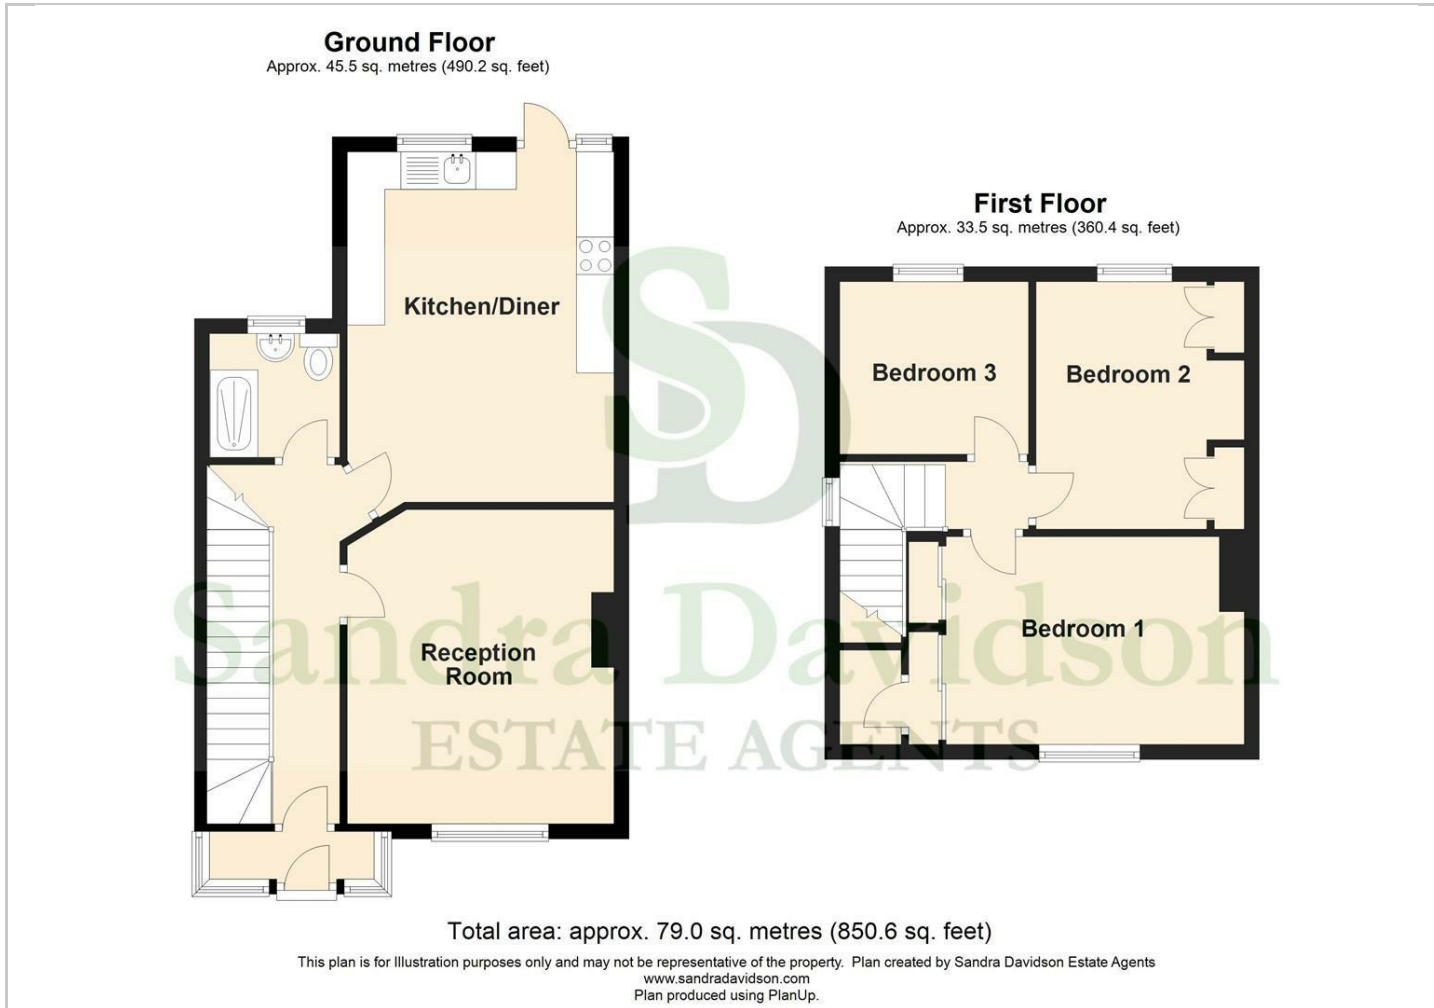 Ground Floor
Approx. 45.5 sq. metres (490.2 sq. feet)
First Floor
Approx. 33.5 sq. metres (360.4 sq. feet)
Kitchen/Diner
Bedroom 3
Bedroom 2
Reception
Room
Bedroom 1
SD
Sandra Davidson
ESTATE AGENTS
Total area: approx. 79.0 sq. metres (850.6 sq. feet)
This plan is for Illustration purposes only and may not be representative of the property. Plan created by Sandra Davidson Estate Agents
www.sandradavidson.com
Plan produced using PlanUp.